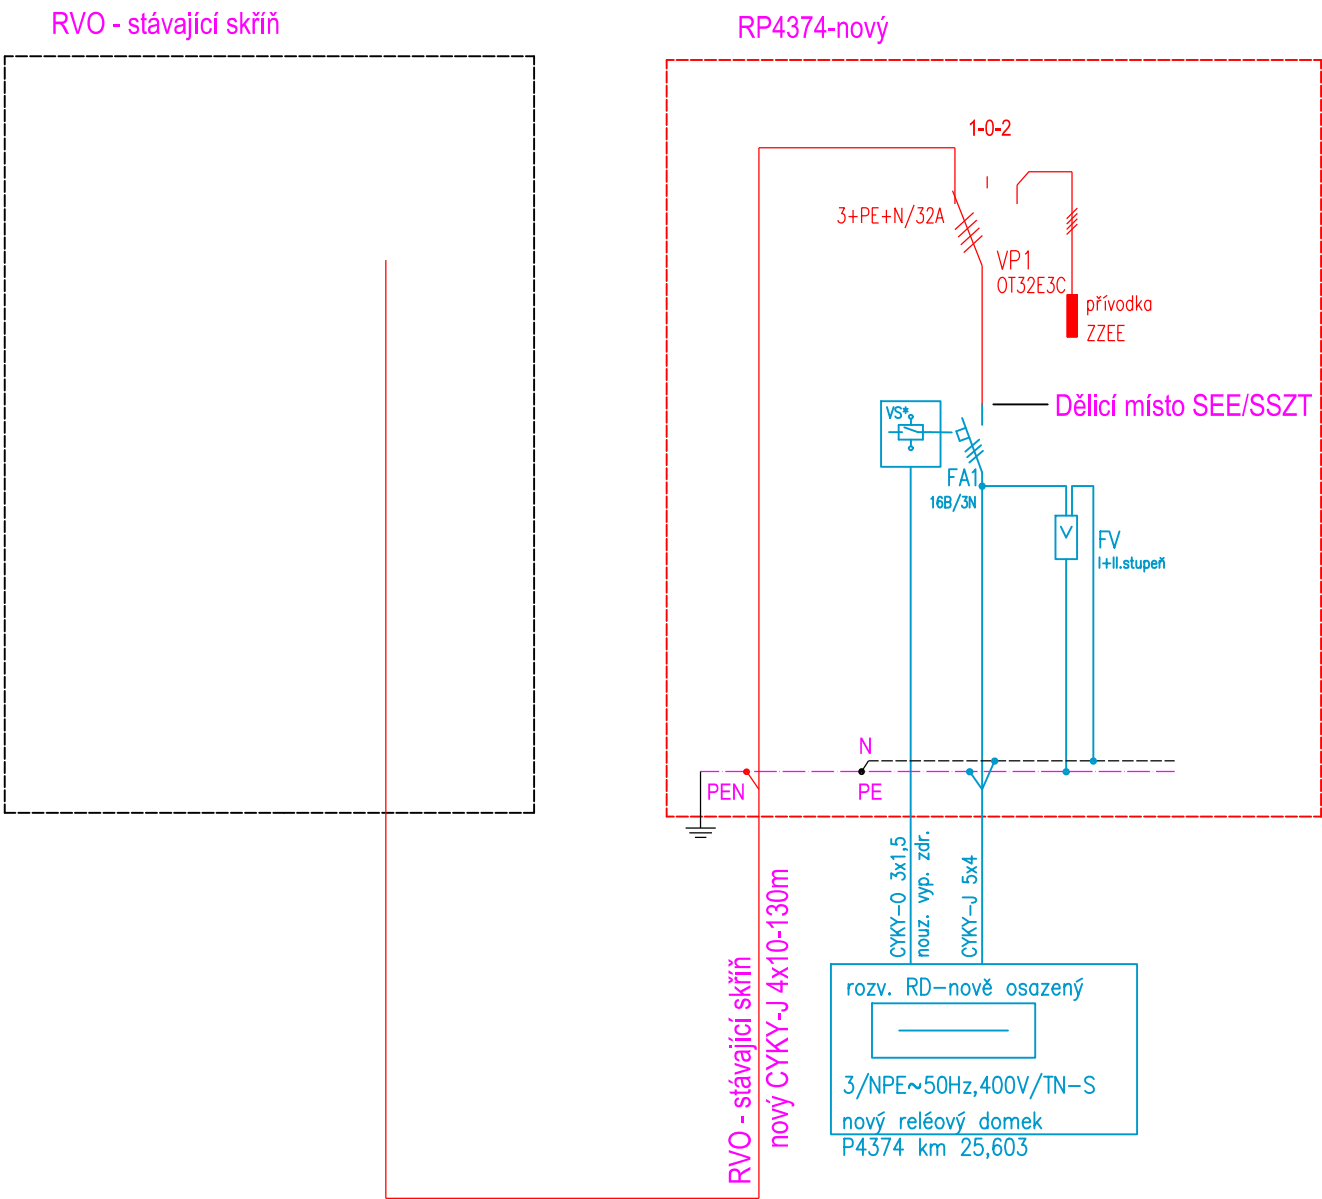 RVO - stávající skříň
RP4374-nový
1-0-2
3+PE+N/32A
VP1
OT32E3C
přívodka
ZZEE
Dělicí místo SEE/SSZT
VS*
FA1
16B/3N
FV
I+II.stupeň
N
PEN
PE
CYKY-O 3x1,5
nouz. vyp. zdr.
CYKY-J 5x4
RVO - stávající skříň
nový CYKY-J 4x10-130m
rozv. RD-nově osazený
3/NPE~50Hz,400V/TN-S
nový reléový domek
P4374 km 25,603